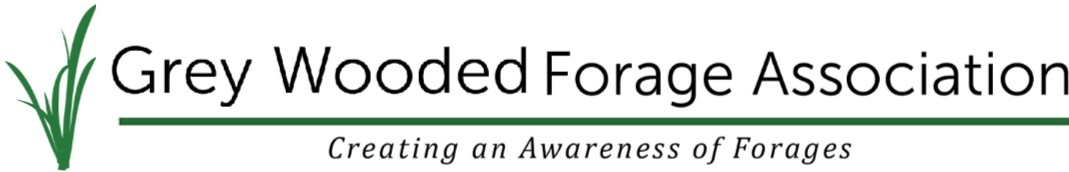 Grey Wooded Forage Association
Creating an Awareness of Forages